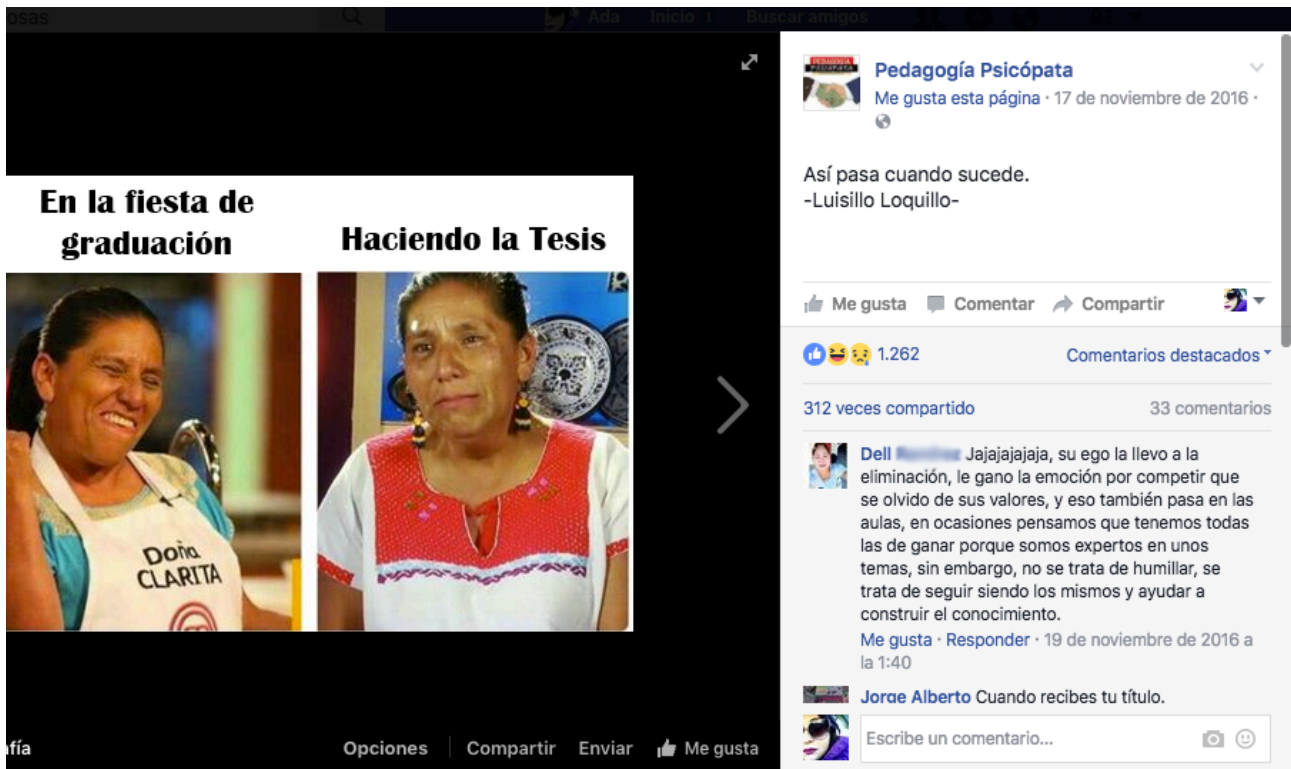 osas
Ada Inicio 1 Buscar amigos
En la fiesta de
graduación
Haciendo la Tesis
Doña
CLARITA
afía
Opciones Compartir Enviar Me gusta
PEDAGOGÍA
PSICÓPATA
Pedagogía Psicópata
Me gusta esta página · 17 de noviembre de 2016 ·
Así pasa cuando sucede.
-Luisillo Loquillo-
Me gusta Comentar Compartir
1.262 Comentarios destacados
312 veces compartido 33 comentarios
Dell Jajajajajaja, su ego la llevo a la
eliminación, le gano la emoción por competir que
se olvido de sus valores, y eso también pasa en las
aulas, en ocasiones pensamos que tenemos todas
las de ganar porque somos expertos en unos
temas, sin embargo, no se trata de humillar, se
trata de seguir siendo los mismos y ayudar a
construir el conocimiento.
Me gusta · Responder · 19 de noviembre de 2016 a
la 1:40
Jorge Alberto Cuando recibes tu título.
Escribe un comentario...